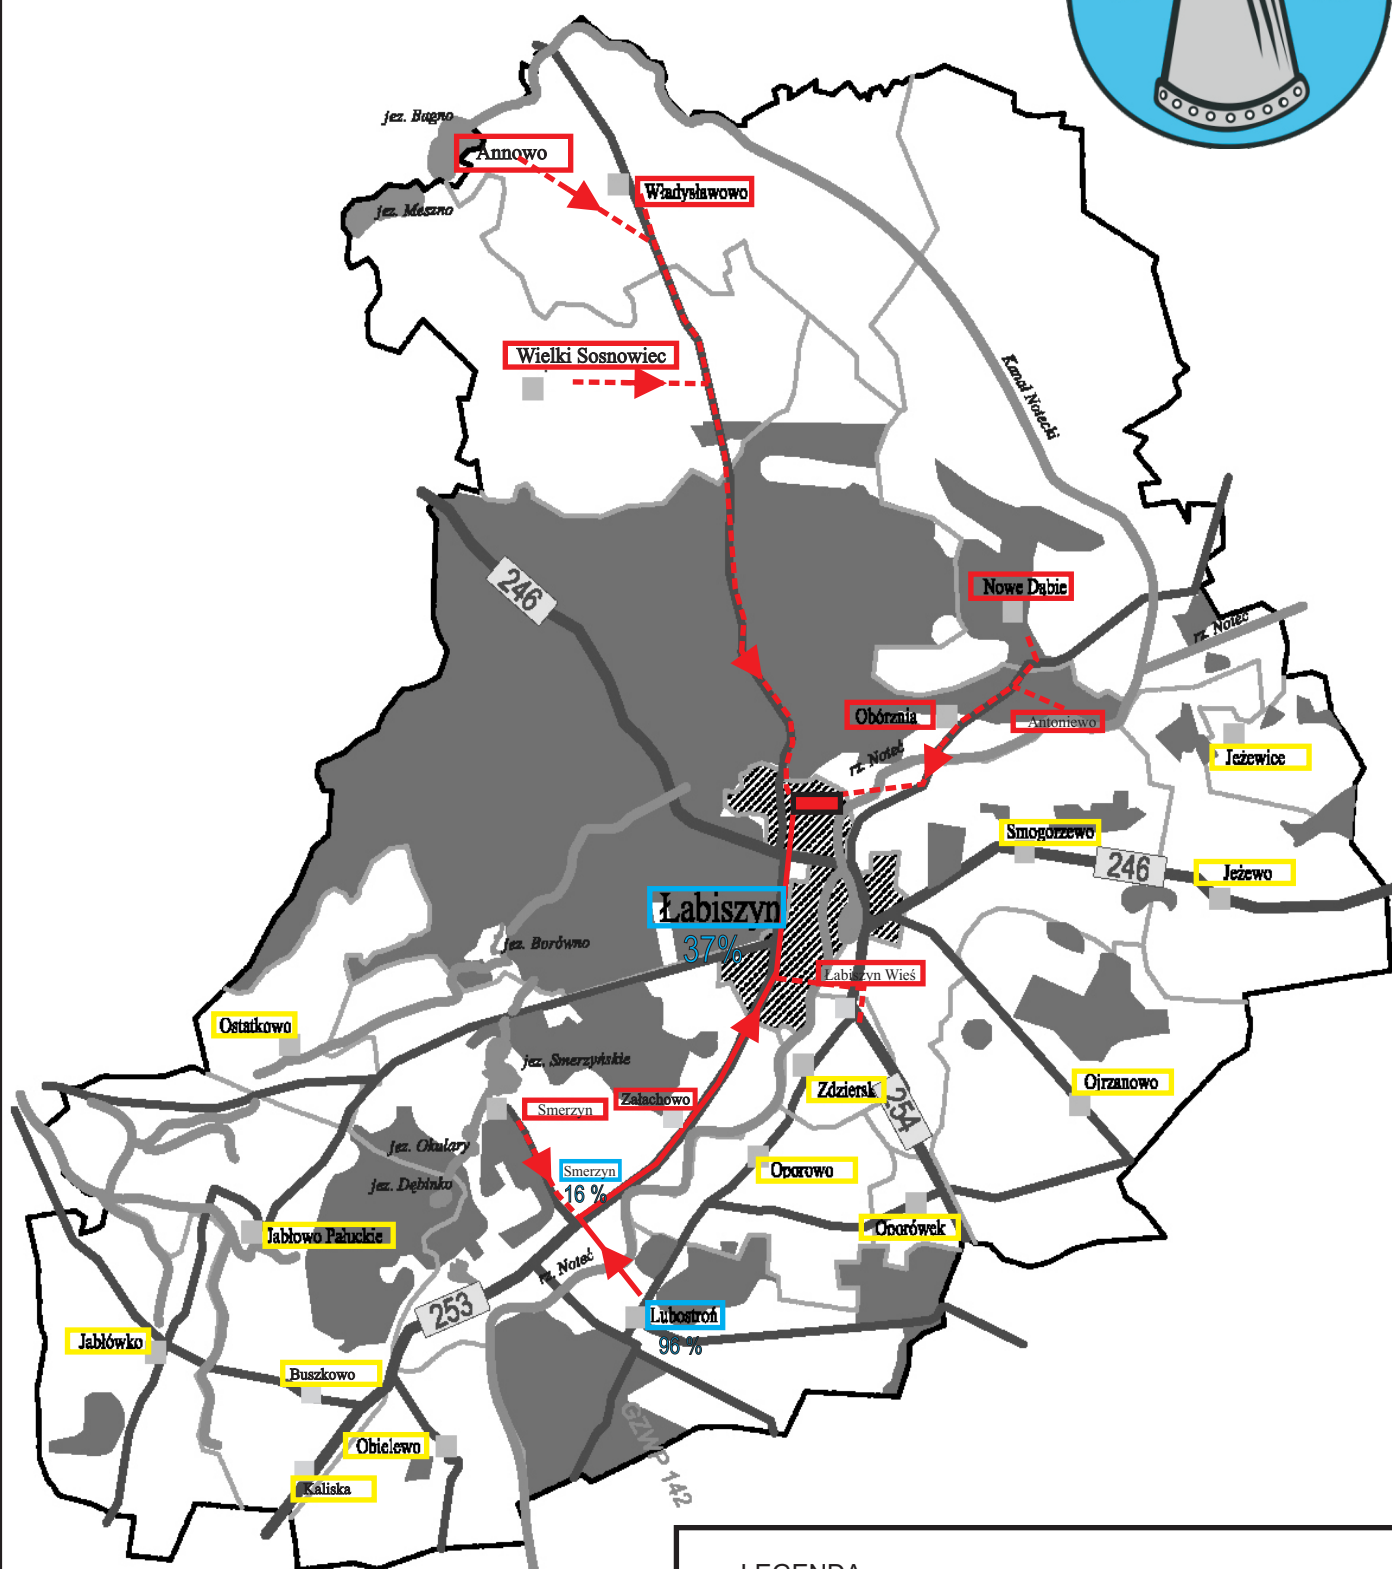 jez. Bagno
Annowo
Władysławowo
jez. Meszno
Wielki Sosnowiec
Kanał Notecki
246
Nowe Dąbie
rz. Noteć
Obórznia
Antoniewo
rz. Noteć
Jeżewice
Smogorzewo
246
Jeżewo
Łabiszyn
37%
jez. Borówno
Łabiszyn Wieś
Ostatkowo
jez. Smerzyńskie
Zdziersk
Ojrzanowo
Załachowo
Smerzyn
254
jez. Okulary
Smerzyn
16 %
Oporowo
jez. Dębinko
Oporówek
Jabłowo Pałuckie
rz. Noteć
253
Lubostroń
96 %
Jabłówko
Buszkowo
GZWP 142
Obielewo
Kaliska
LEGENDA